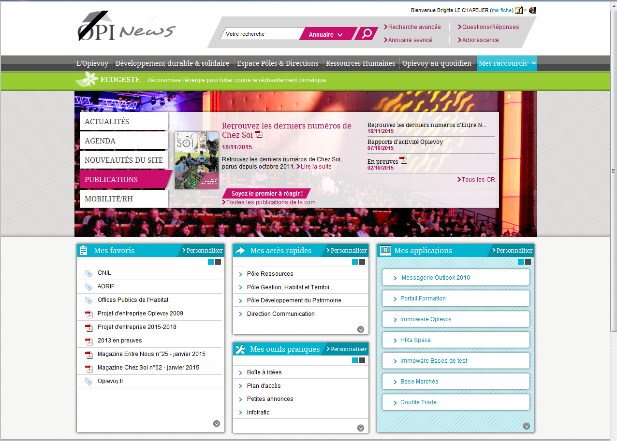 Bienvenue Brigitte LE CHAPELIER (ma fiche)
OPI News
Votre recherche
Annuaire
Recherche avancée
Questions/Réponses
Annuaire avancé
Arborescence
L'Opievoy Développement durable & solidaire Espace Pôles & Directions Ressources Humaines Opievoy au quotidien Mes raccourcis
ECOGESTE J'économise l'énergie pour lutter contre le réchauffement climatique
ACTUALITÉS
AGENDA
NOUVEAUTÉS DU SITE
PUBLICATIONS
MOBILITÉ/RH
Retrouvez les derniers numéros de
Chez Soi
18/11/2015
Retrouvez les derniers numéros de Chez Soi,
parus depuis octobre 2011. Lire la suite
Soyez le premier à réagir!
Toutes les publications de la com
Retrouvez les derniers numéros d'Entre N...
18/11/2015
Rapports d'activité Opievoy
07/10/2015
En preuves
02/10/2015
Tous les CR
Mes favoris
Personnaliser
CNIL
AORIF
Offices Publics de l'Habitat
Projet d'entreprise Opievoy 2009
Projet d'entreprise 2015-2018
2013 en preuves
Magazine Entre Nous n°25 - janvier 2015
Magazine Chez Soi n°62 - janvier 2015
Opievoy.fr
Mes accès rapides
Personnaliser
Pôle Ressources
Pôle Gestion, Habitat et Territoi...
Pôle Développement du Patrimoine
Direction Communication
Mes outils pratiques
Personnaliser
Boîte à idées
Plan d'accès
Petites annonces
Infotrafic
Mes applications
Personnaliser
Messagerie Outlook 2010
Portail Formation
Immoware Opievoy
HRa Space
Immoware Bases de test
Base Marchés
Double Trade